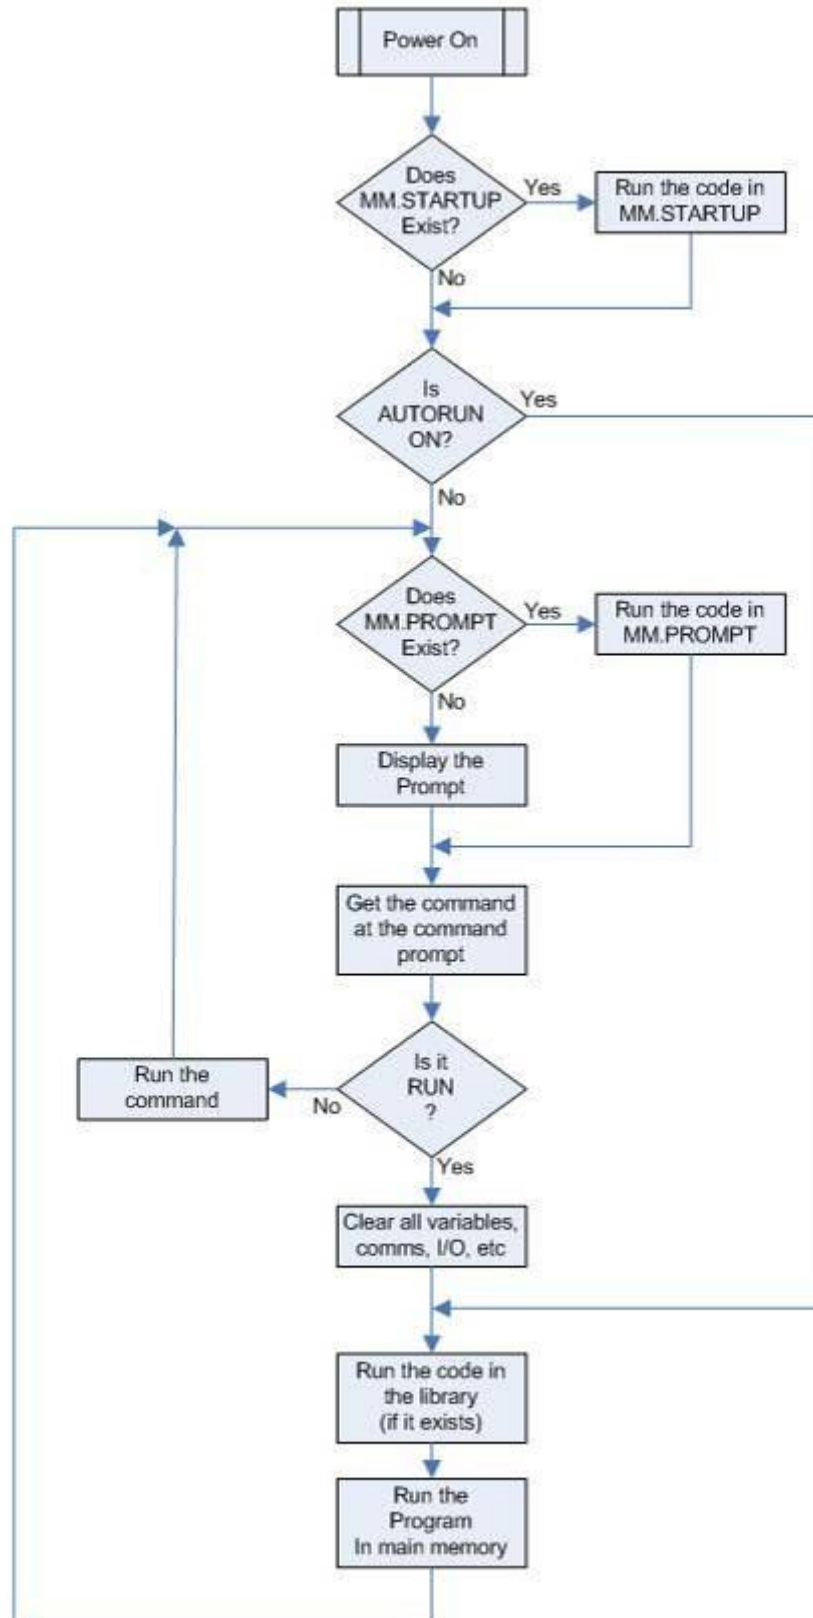 Power On
Does
MM.STARTUP
Exist?
Yes
Run the code in
MM.STARTUP
No
Is
AUTORUN
ON?
Yes
No
Does
MM.PROMPT
Exist?
Yes
Run the code in
MM.PROMPT
No
Display the
Prompt
Get the command
at the command
prompt
Is it
RUN
?
No
Run the
command
Yes
Clear all variables,
comms, I/O, etc
Run the code in
the library
(if it exists)
Run the
Program
In main memory